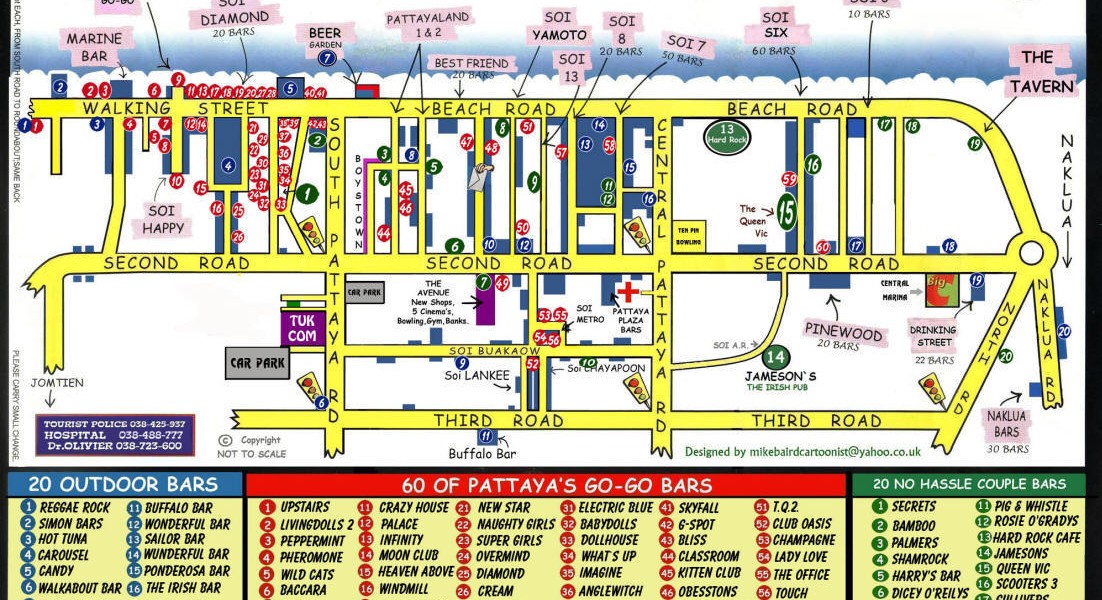 GO-GO
SOI
DIAMOND
20 BARS
MARINE
BAR
BEER
GARDEN
7
PATTAYALAND
1 & 2
BEST FRIEND
20 BARS
SOI
YAMOTO
SOI
13
SOI
8
20 BARS
SOI 7
50 BARS
SOI
SIX
60 BARS
10 BARS
THE
TAVERN
WALKING STREET
BEACH ROAD
BEACH ROAD
13
Hard Rock
NAKLUA
SOI
HAPPY
BOYSTOWN
SOUTH PATTAYA RD
CENTRAL PATTAYA RD
The
Queen
Vic
15
TEN PIN
BOWLING
SECOND ROAD
SECOND ROAD
SECOND ROAD
CAR PARK
THE
AVENUE
New Shops,
5 Cinema's,
Bowling,Gym,Banks.
SOI
METRO
PATTAYA
PLAZA
BARS
CENTRAL
MARINA
Big
C
PINEWOOD
20 BARS
DRINKING
STREET
22 BARS
TUK
COM
CAR PARK
SOI BUAKAOW
SOI A.R.
14
JAMESON'S
THE IRISH PUB
Soi LANKEE
Soi CHAYAPOON
NORTH RD
NAKLUA RD
JOMTIEN
TOURIST POLICE 038-425-937
HOSPITAL 038-488-777
Dr.OLIVIER 038-723-600
© Copyright
NOT TO SCALE
THIRD ROAD
THIRD ROAD
11
Buffalo Bar
Designed by mikebairdcartoonist@yahoo.co.uk
NAKLUA
BARS
30 BARS
PLEASE CARRY SMALL CHANGE.
20 OUTDOOR BARS
1 REGGAE ROCK
2 SIMON BARS
3 HOT TUNA
4 CAROUSEL
5 CANDY
6 WALKABOUT BAR
11 BUFFALO BAR
12 WONDERFUL BAR
13 SAILOR BAR
14 WUNDERFUL BAR
15 PONDEROSA BAR
16 THE IRISH BAR
60 OF PATTAYA'S GO-GO BARS
1 UPSTAIRS
2 LIVINGDOLLS 2
3 PEPPERMINT
4 PHEROMONE
5 WILD CATS
6 BACCARA
11 CRAZY HOUSE
12 PALACE
13 INFINITY
14 MOON CLUB
15 HEAVEN ABOVE
16 WINDMILL
21 NEW STAR
22 NAUGHTY GIRLS
23 SUPER GIRLS
24 OVERMIND
25 DIAMOND
26 CREAM
31 ELECTRIC BLUE
32 BABYDOLLS
33 DOLLHOUSE
34 WHAT'S UP
35 IMAGINE
36 ANGLEWITCH
41 SKYFALL
42 G-SPOT
43 BLISS
44 CLASSROOM
45 KITTEN CLUB
46 OBESSTONS
51 T.Q.2.
52 CLUB OASIS
53 CHAMPAGNE
54 LADY LOVE
55 THE OFFICE
56 TOUCH
20 NO HASSLE COUPLE BARS
1 SECRETS
2 BAMBOO
3 PALMERS
4 SHAMROCK
5 HARRY'S BAR
6 DICEY O'REILYS
11 PIG & WHISTLE
12 ROSIE O'GRADYS
13 HARD ROCK CAFE
14 JAMESONS
15 QUEEN VIC
16 SCOOTERS 3